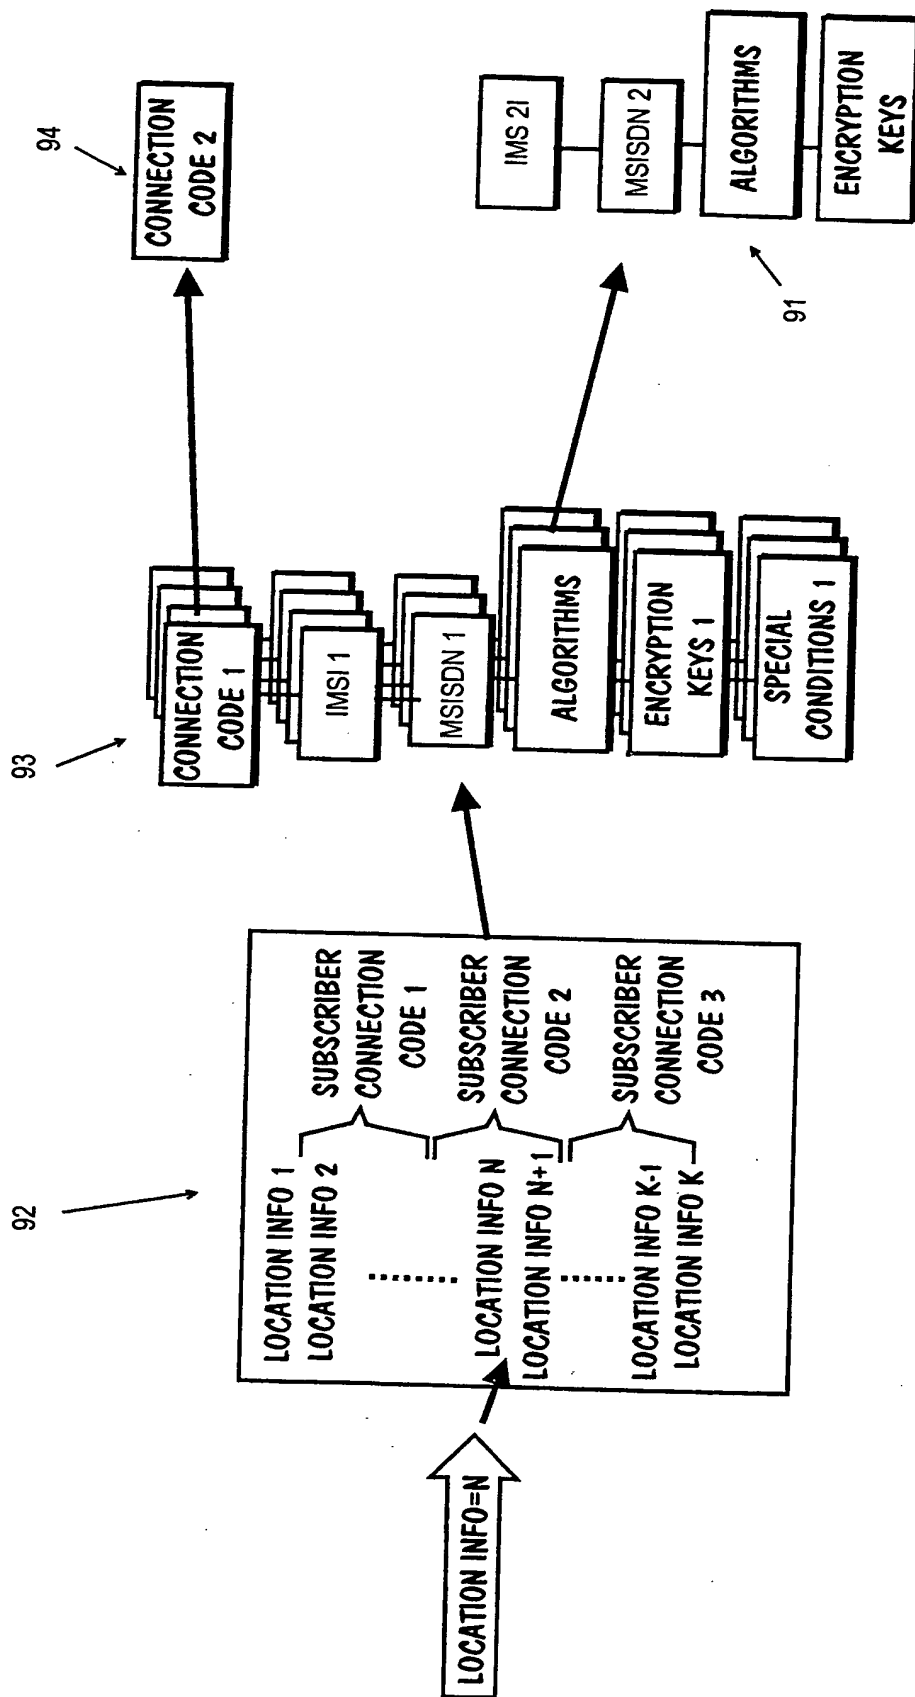 LOCATION INFO=N
92
LOCATION INFO 1
LOCATION INFO 2
LOCATION INFO N
LOCATION INFO N+1
LOCATION INFO K-1
LOCATION INFO K
SUBSCRIBER
CONNECTION
CODE 1
SUBSCRIBER
CONNECTION
CODE 2
SUBSCRIBER
CONNECTION
CODE 3
93
CONNECTION
CODE 1
IMSI 1
MSISDN 1
ALGORITHMS
ENCRYPTION
KEYS 1
SPECIAL
CONDITIONS 1
94
CONNECTION
CODE 2
IMS 2I
MSISDN 2
ALGORITHMS
ENCRYPTION
KEYS
91